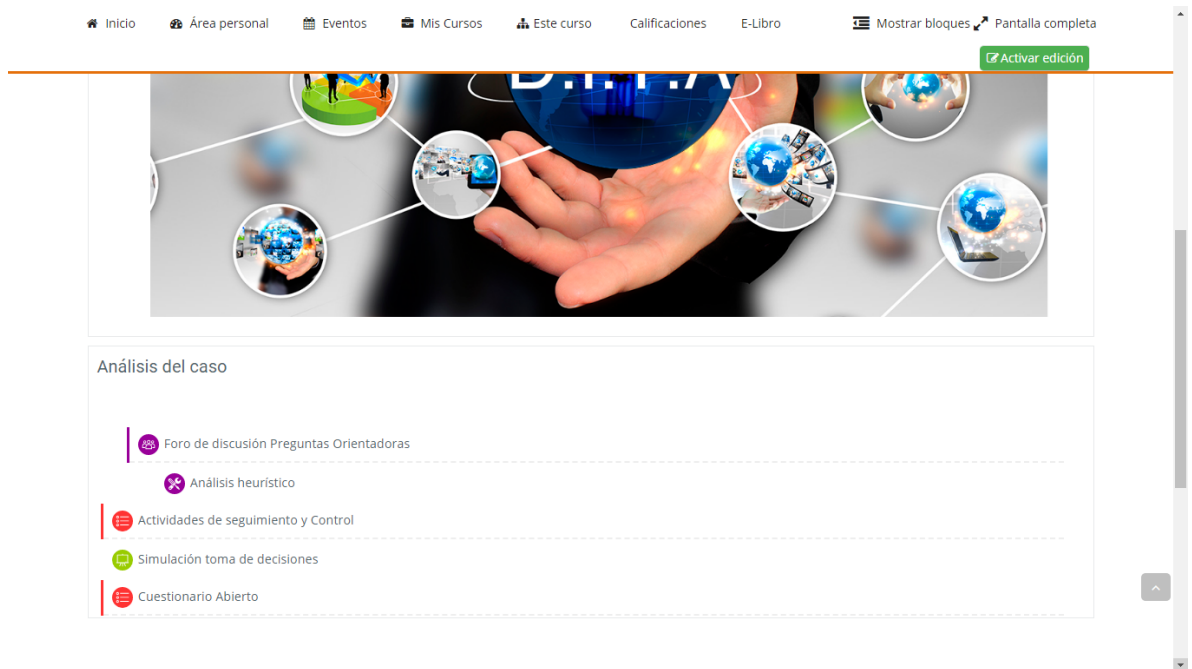 Inicio Área personal Eventos Mis Cursos Este curso Calificaciones E-Libro Mostrar bloques Pantalla completa
Activar edición
Análisis del caso
Foro de discusión Preguntas Orientadoras
Análisis heurístico
Actividades de seguimiento y Control
Simulación toma de decisiones
Cuestionario Abierto